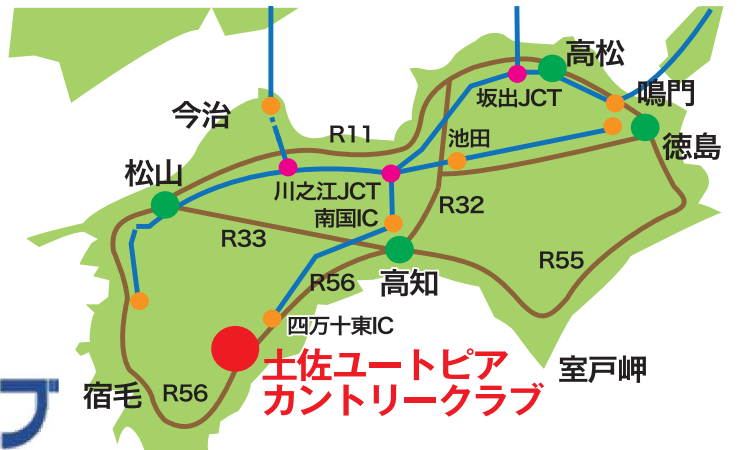 高松
鳴門
坂出JCT
今治
R11
池田
徳島
松山
川之江JCT
南国IC
R32
R33
R55
R56
高知
四万十東IC
土佐ユートピア
カントリークラブ
室戸岬
宿毛
R56
ブ